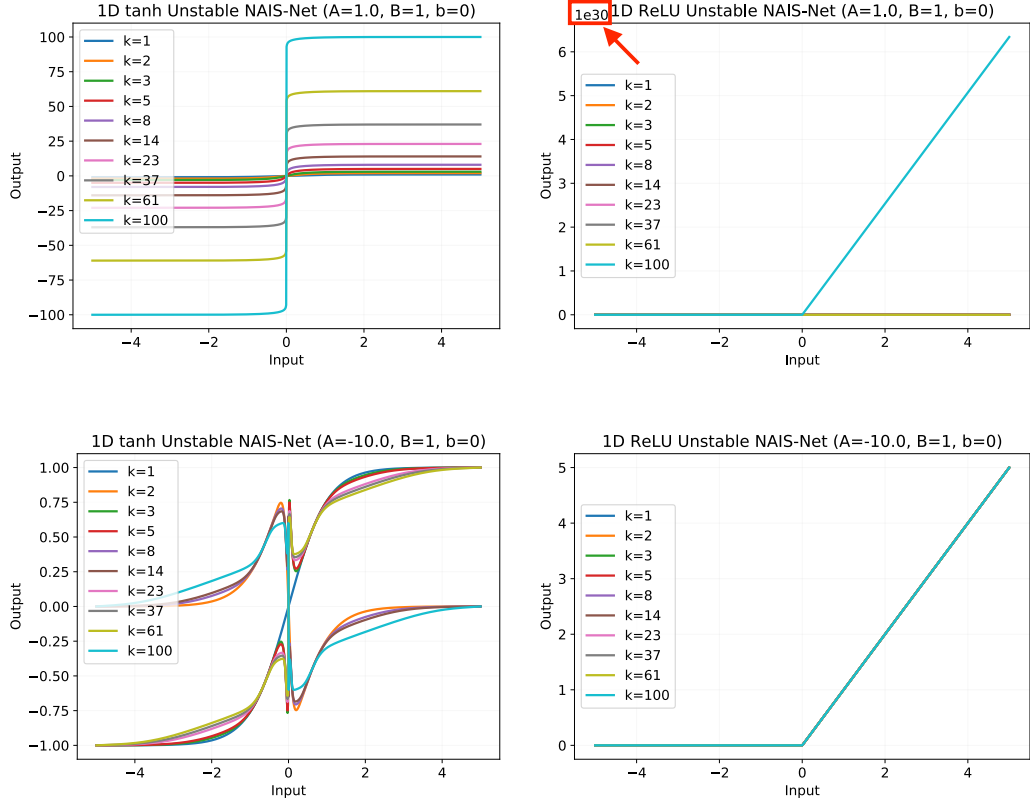 1D tanh Unstable NAIS-Net (A=1.0, B=1, b=0)
100
75
50
25
0
−25
−50
−75
−100
Output
k=1
k=2
k=3
k=5
k=8
k=14
k=23
k=37
k=61
k=100
−4
−2
0
2
4
Input
1e30
1D ReLU Unstable NAIS-Net (A=1.0, B=1, b=0)
6
5
4
3
2
1
0
Output
k=1
k=2
k=3
k=5
k=8
k=14
k=23
k=37
k=61
k=100
−4
−2
0
2
4
Input
1D tanh Unstable NAIS-Net (A=-10.0, B=1, b=0)
1.00
0.75
0.50
0.25
0.00
−0.25
−0.50
−0.75
−1.00
Output
k=1
k=2
k=3
k=5
k=8
k=14
k=23
k=37
k=61
k=100
−4
−2
0
2
4
Input
1D ReLU Unstable NAIS-Net (A=-10.0, B=1, b=0)
5
4
3
2
1
0
Output
k=1
k=2
k=3
k=5
k=8
k=14
k=23
k=37
k=61
k=100
−4
−2
0
2
4
Input